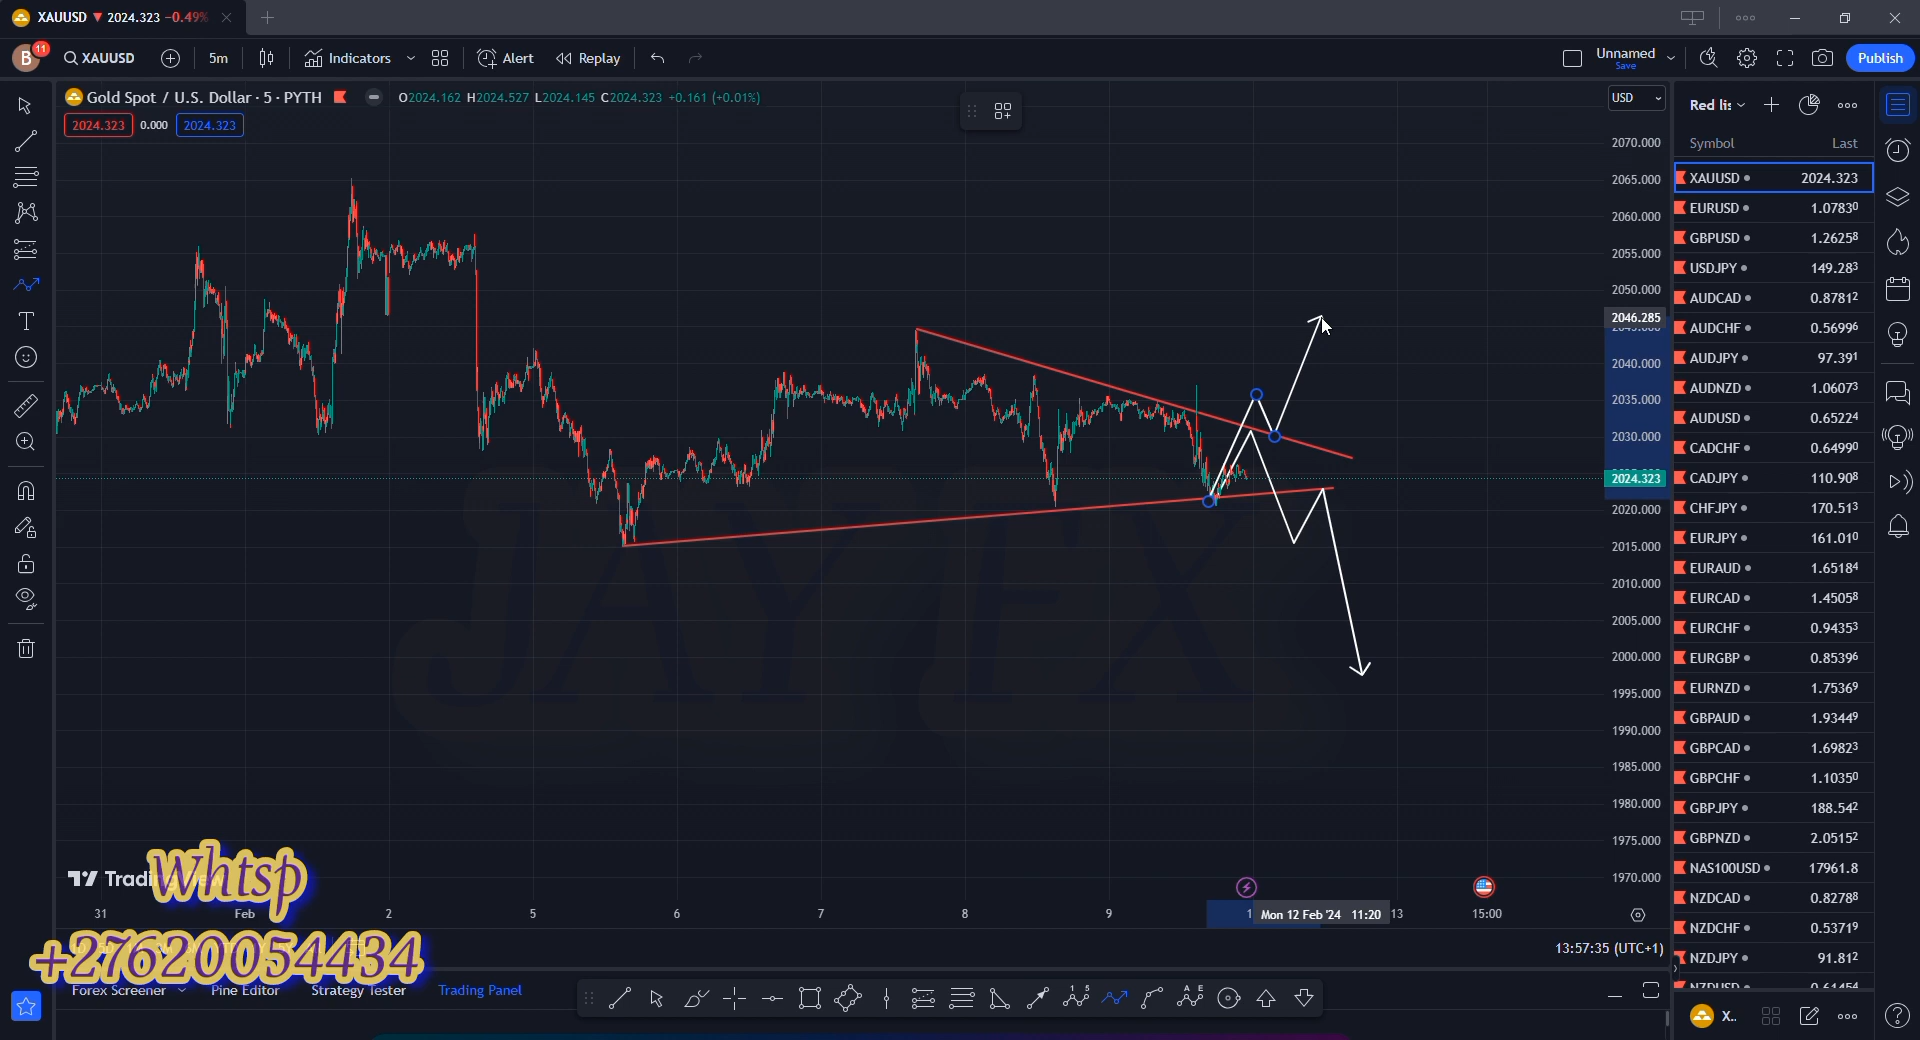 XAUUSD ▼ 2024.323 −0.49%
B 11 XAUUSD 5m Indicators Alert Replay Unnamed Save Publish
Gold Spot / U.S. Dollar · 5 · PYTH O2024.162 H2024.527 L2024.145 C2024.323 +0.161 (+0.01%)
2024.323 0.000 2024.323
USD
2070.000
2065.000
2060.000
2055.000
2050.000
2046.285
2040.000
2035.000
2030.000
2024.323
2020.000
2015.000
2010.000
2005.000
2000.000
1995.000
1990.000
1985.000
1980.000
1975.000
1970.000
31 Feb 2 5 6 7 8 9 1 Mon 12 Feb '24 11:20 13 15:00
13:57:35 (UTC+1)
Whtsp
+27620054434
Forex Screener Pine Editor Strategy Tester Trading Panel
Red lis
Symbol Last
XAUUSD 2024.323
EURUSD 1.07830
GBPUSD 1.26258
USDJPY 149.283
AUDCAD 0.87812
AUDCHF 0.56996
AUDJPY 97.391
AUDNZD 1.06073
AUDUSD 0.65224
CADCHF 0.64990
CADJPY 110.908
CHFJPY 170.513
EURJPY 161.010
EURAUD 1.65184
EURCAD 1.45058
EURCHF 0.94353
EURGBP 0.85396
EURNZD 1.75369
GBPAUD 1.93449
GBPCAD 1.69823
GBPCHF 1.10350
GBPJPY 188.542
GBPNZD 2.05152
NAS100USD 17961.8
NZDCAD 0.82788
NZDCHF 0.53719
NZDJPY 91.812
X..